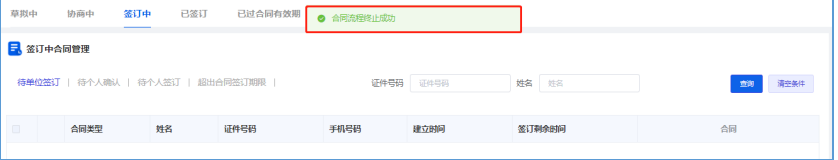 草拟中 协商中 签订中 已签订 已过合同有效期 合同流程终止成功
签订中合同管理
待单位签订 | 待个人确认 | 待个人签订 | 超出合同签订期限 | 证件号码 证件号码 姓名 姓名 查询 清空条件
合同类型 姓名 证件号码 手机号码 建立时间 签订剩余时间 合同